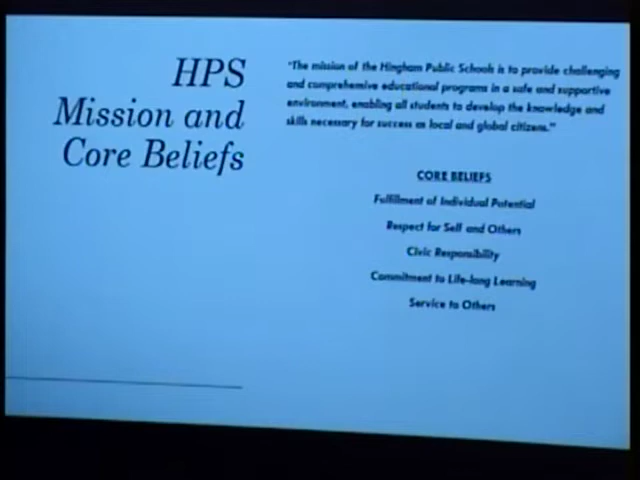 HPS
Mission and
Core Beliefs
"The mission of the Hingham Public Schools is to provide challenging
and comprehensive educational programs in a safe and supportive
environment, enabling all students to develop the knowledge and
skills necessary for success as local and global citizens."
CORE BELIEFS
Fulfillment of Individual Potential
Respect for Self and Others
Civic Responsibility
Commitment to Life-long Learning
Service to Others